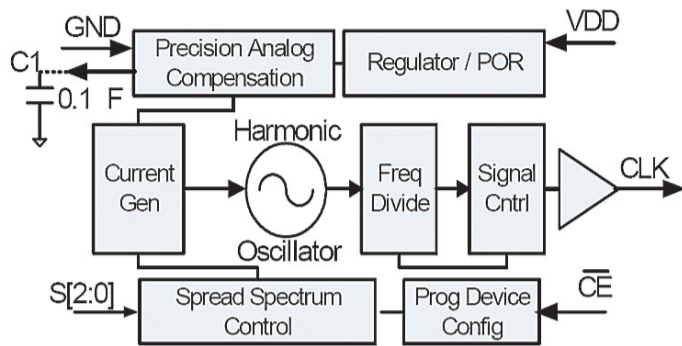 GND
VDD
C1
Precision Analog
Compensation
Regulator / POR
0.1 F
Harmonic
Current
Gen
Freq
Divide
Signal
Cntrl
CLK
Oscillator
S[2:0]
Spread Spectrum
Control
Prog Device
Config
C̅E̅